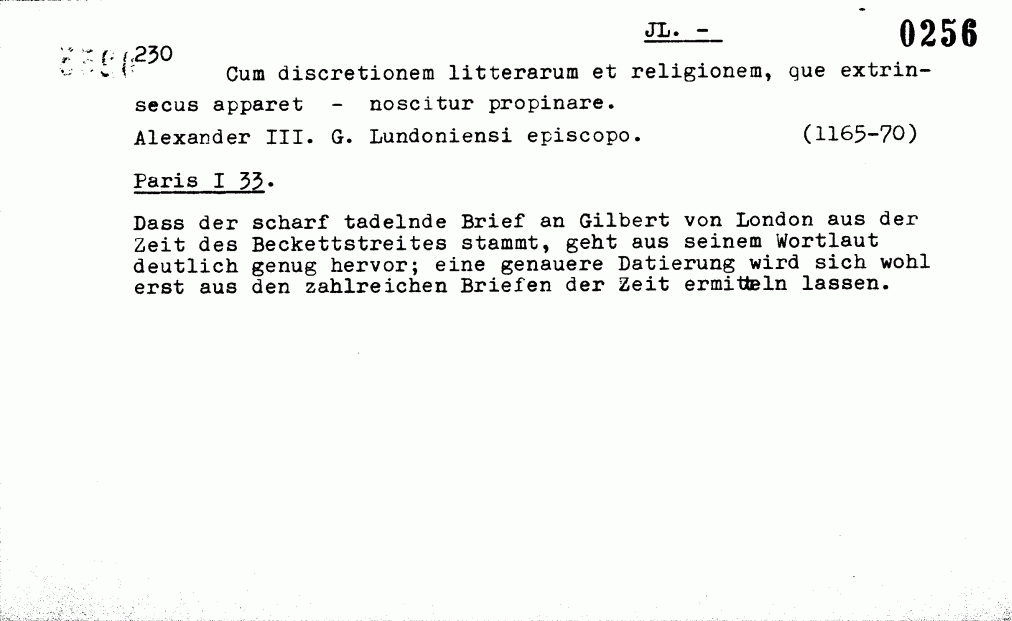 JL. -
0256
230
Cum discretionem litterarum et religionem, que extrin-
secus apparet - noscitur propinare.
Alexander III. G. Lundoniensi episcopo. (1165-70)
Paris I 33.
Dass der scharf tadelnde Brief an Gilbert von London aus der
Zeit des Beckettstreites stammt, geht aus seinem Wortlaut
deutlich genug hervor; eine genauere Datierung wird sich wohl
erst aus den zahlreichen Briefen der Zeit ermitteln lassen.